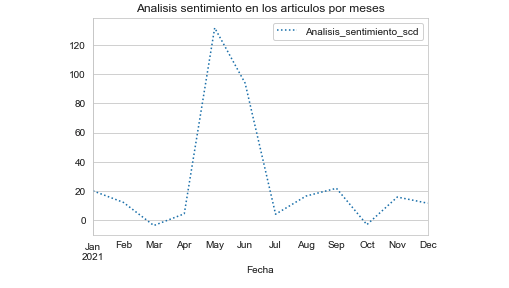 Analisis sentimiento en los articulos por meses
Analisis_sentimiento_scd
120
100
80
60
40
20
0
Jan Feb Mar Apr May Jun Jul Aug Sep Oct Nov Dec
2021
Fecha